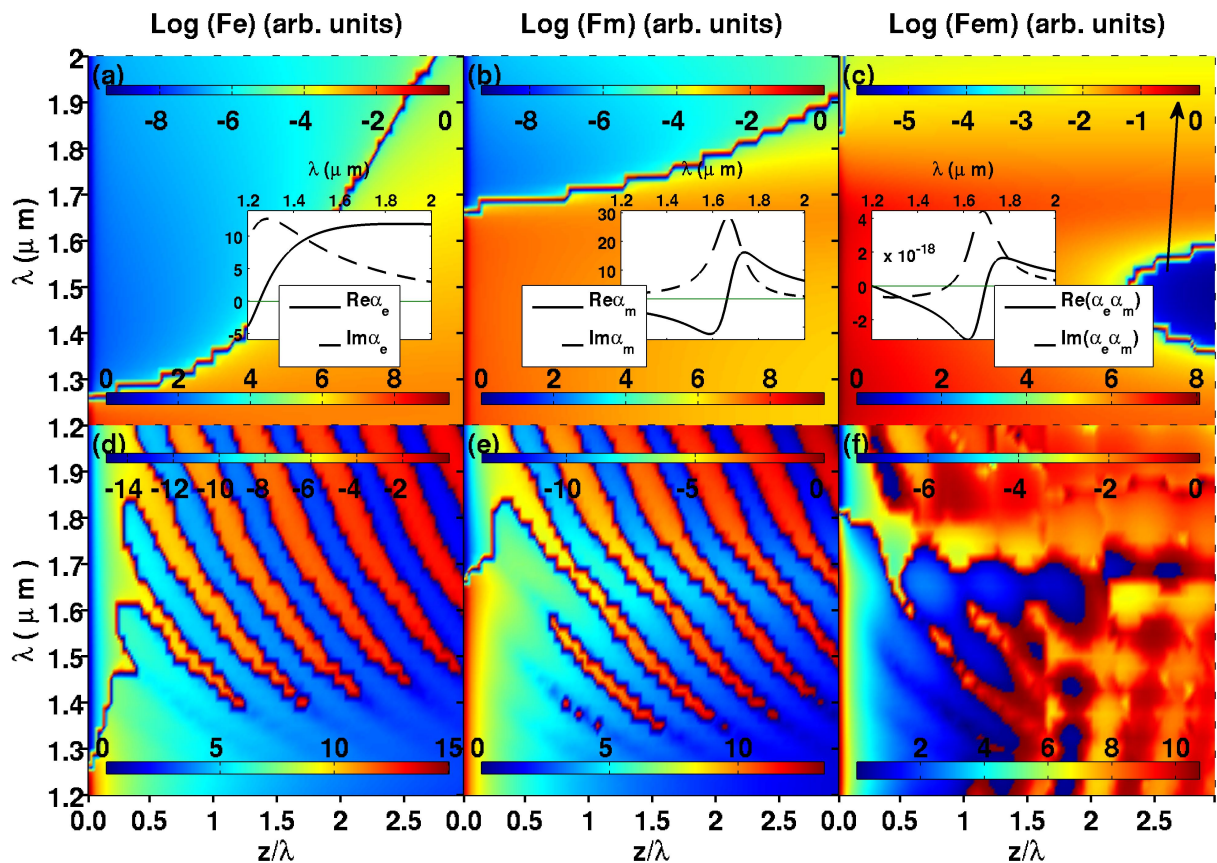 Log (Fe) (arb. units) Log (Fm) (arb. units) Log (Fem) (arb. units)
2 (a) (b) (c)
1.9 -8 -6 -4 -2 0 -8 -6 -4 -2 0 -5 -4 -3 -2 -1 0
1.8
λ (μ m) λ (μ m) λ (μ m)
1.7 1.2 1.4 1.6 1.8 2 1.2 1.4 1.6 1.8 2 1.2 1.4 1.6 1.8 2
10 30 4
1.6 5 20 2 x 10⁻¹⁸
λ (μ m)
1.5 0 10 0
-5 -2
Reαe Reαm Re(αeαm)
1.4 Imαe Imαm Im(αeαm)
1.3 0 2 4 6 8 0 2 4 6 8 0 2 4 6 8
1.2 (d) (e) (f)
1.9 -14 -12 -10 -8 -6 -4 -2 -10 -5 0 -6 -4 -2 0
1.8
1.7
1.6
λ ( μ m )
1.5
1.4
1.3 0 5 10 15 0 5 10 2 4 6 8 10
1.2
0.0 0.5 1 1.5 2 2.5 0.0 0.5 1 1.5 2 2.5 0.0 0.5 1 1.5 2 2.5
z/λ z/λ z/λ